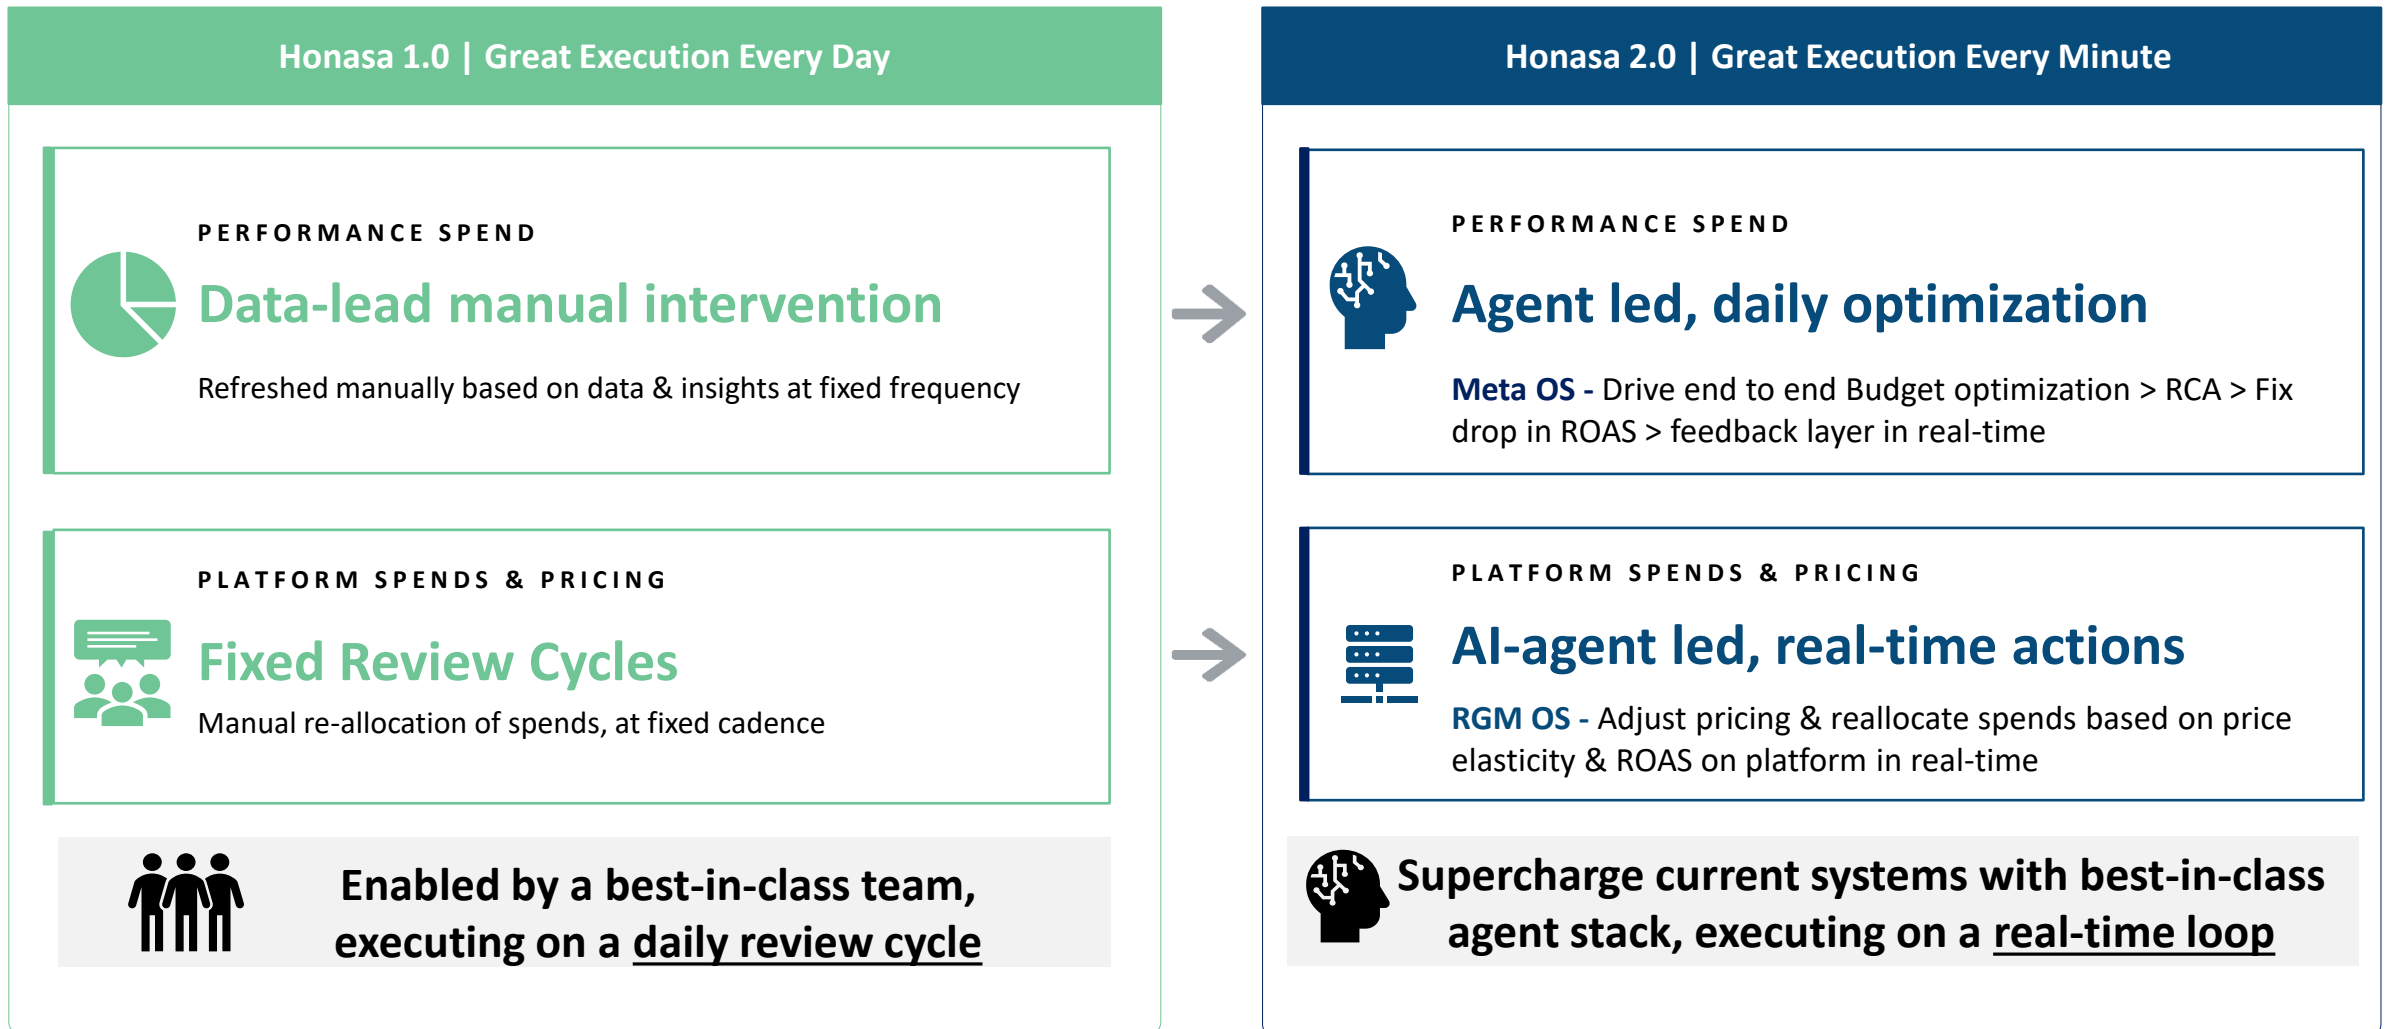 Honasa 1.0 | Great Execution Every Day
PERFORMANCE SPEND
Data-lead manual intervention
Refreshed manually based on data & insights at fixed frequency
PLATFORM SPENDS & PRICING
Fixed Review Cycles
Manual re-allocation of spends, at fixed cadence
Enabled by a best-in-class team,
executing on a daily review cycle
Honasa 2.0 | Great Execution Every Minute
PERFORMANCE SPEND
Agent led, daily optimization
Meta OS - Drive end to end Budget optimization > RCA > Fix
drop in ROAS > feedback layer in real-time
PLATFORM SPENDS & PRICING
AI-agent led, real-time actions
RGM OS - Adjust pricing & reallocate spends based on price
elasticity & ROAS on platform in real-time
Supercharge current systems with best-in-class
agent stack, executing on a real-time loop